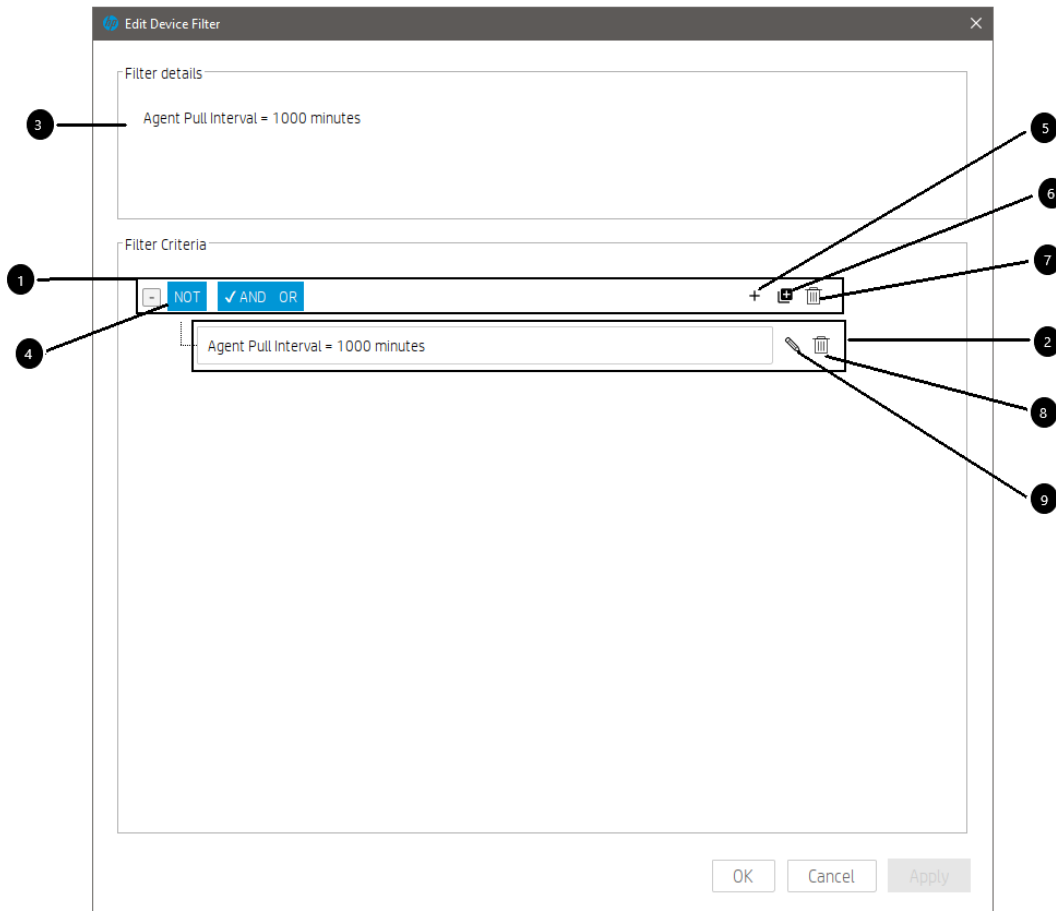 Edit Device Filter
Filter details
3
Agent Pull Interval = 1000 minutes
5
6
Filter Criteria
1
7
- NOT ✓ AND OR +
4
Agent Pull Interval = 1000 minutes
2
8
9
OK Cancel Apply